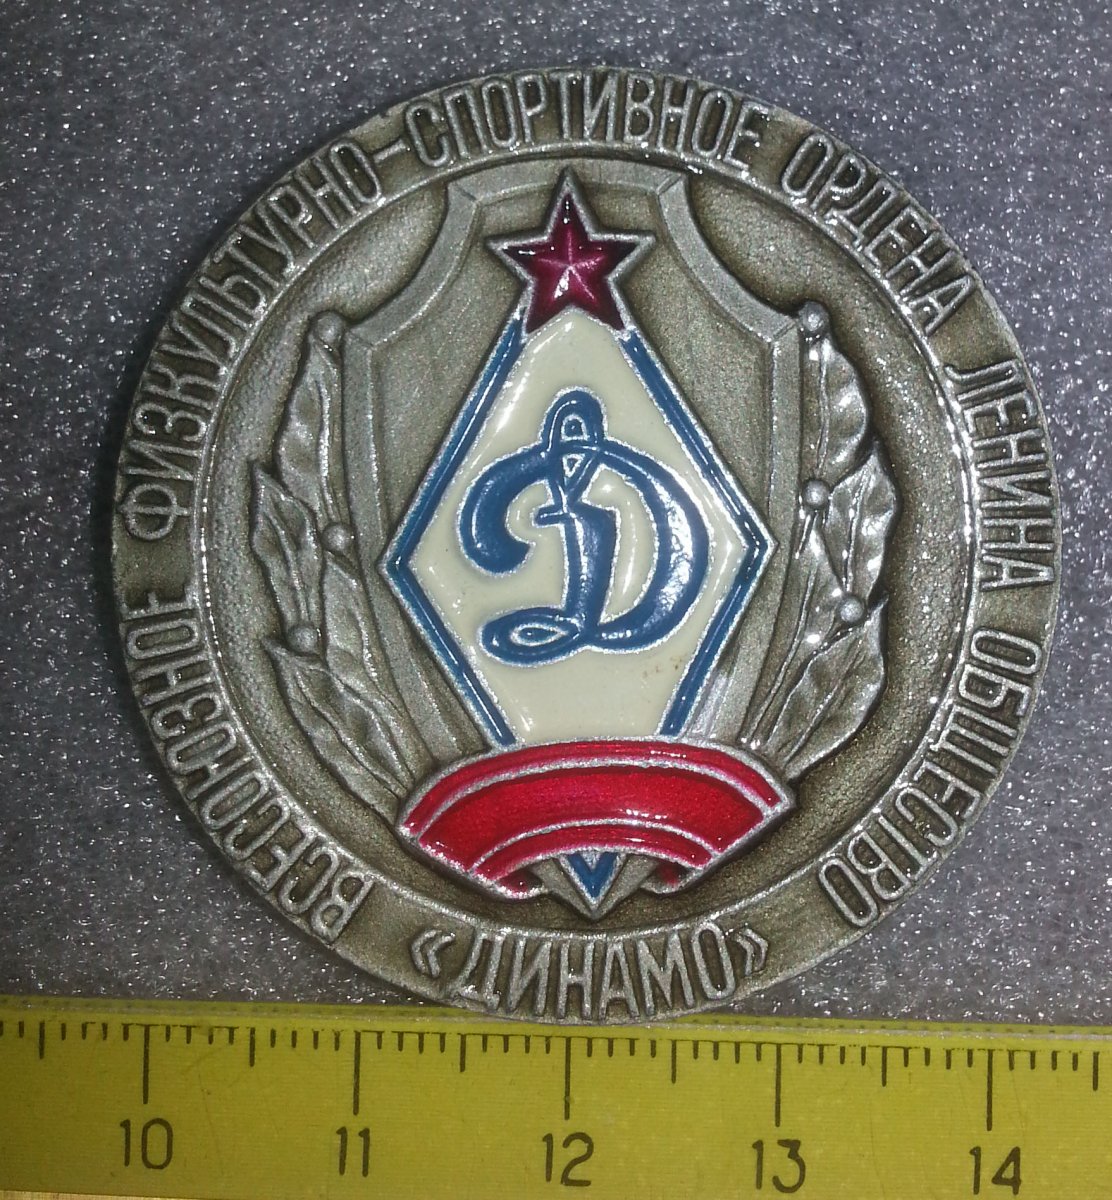 ВСЕСОЮЗНОЕ ФИЗКУЛЬТУРНО-СПОРТИВНОЕ ОРДЕНА ЛЕНИНА ОБЩЕСТВО
«ДИНАМО»
Д
10 11 12 13 14